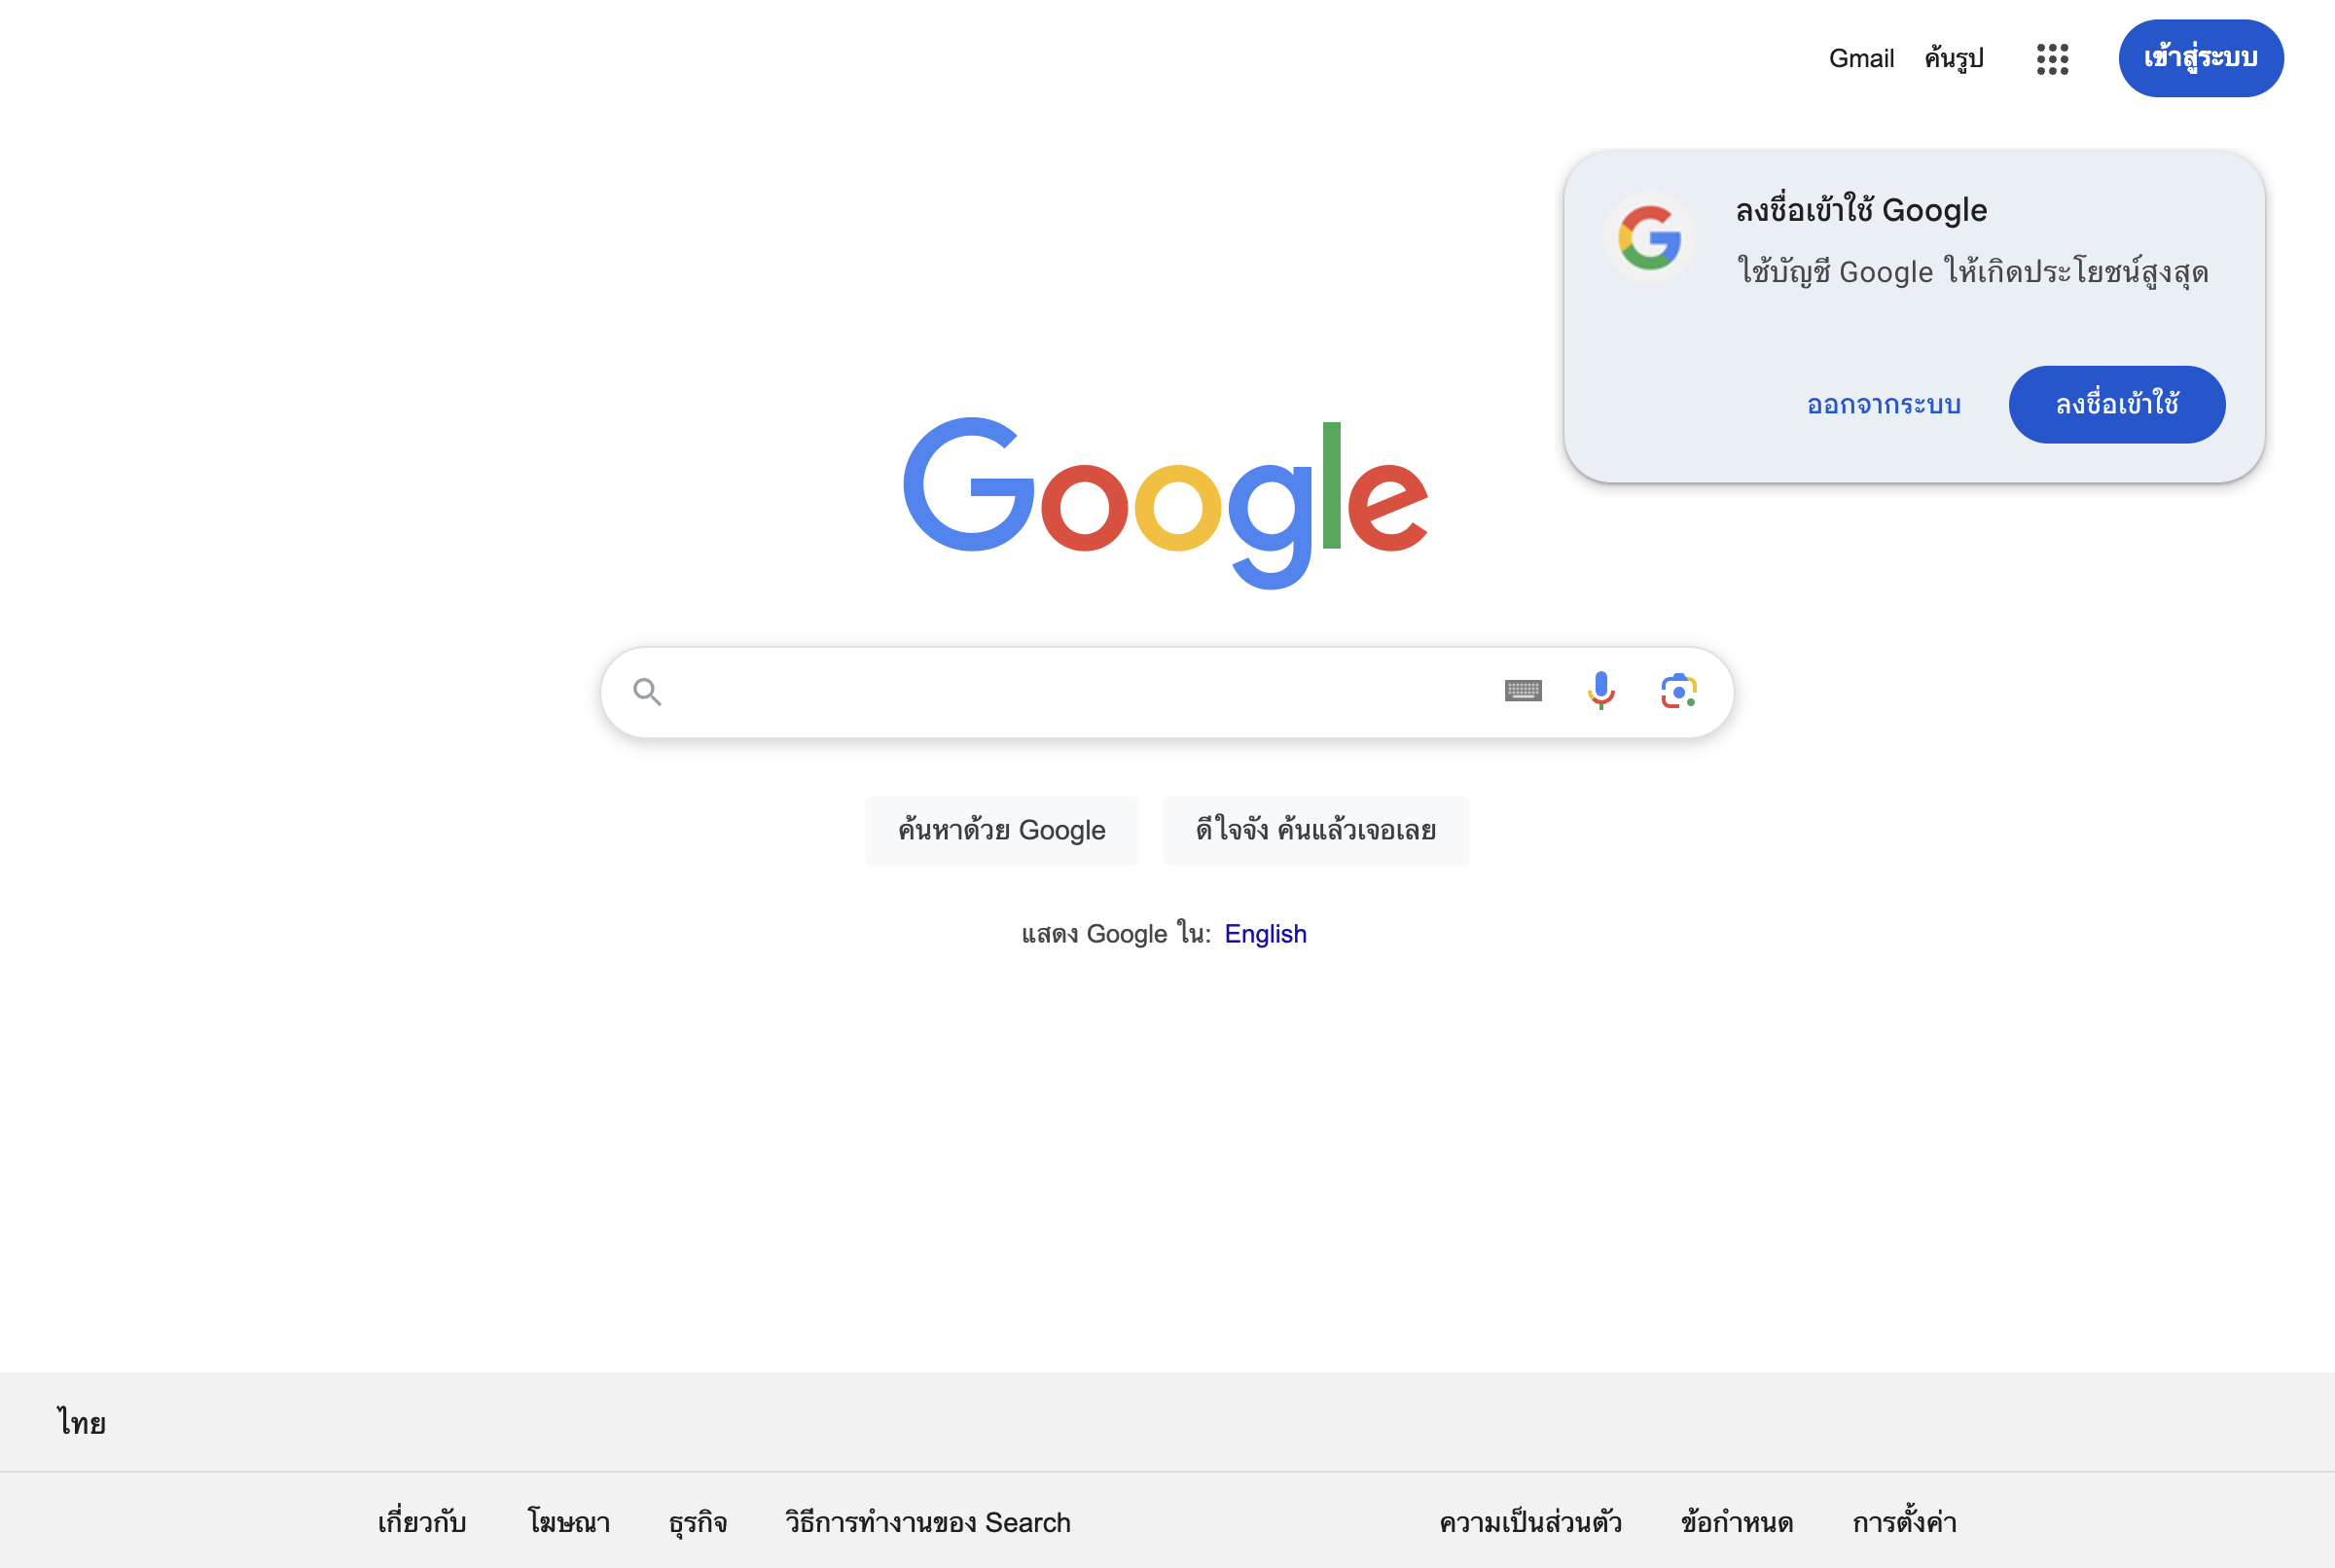 Gmail ค้นรูป เข้าสู่ระบบ
ลงชื่อเข้าใช้ Google
ใช้บัญชี Google ให้เกิดประโยชน์สูงสุด
ออกจากระบบ ลงชื่อเข้าใช้
Google
ค้นหาด้วย Google ดีใจจัง ค้นแล้วเจอเลย
แสดง Google ใน: English
ไทย
เกี่ยวกับ โฆษณา ธุรกิจ วิธีการทำงานของ Search ความเป็นส่วนตัว ข้อกำหนด การตั้งค่า